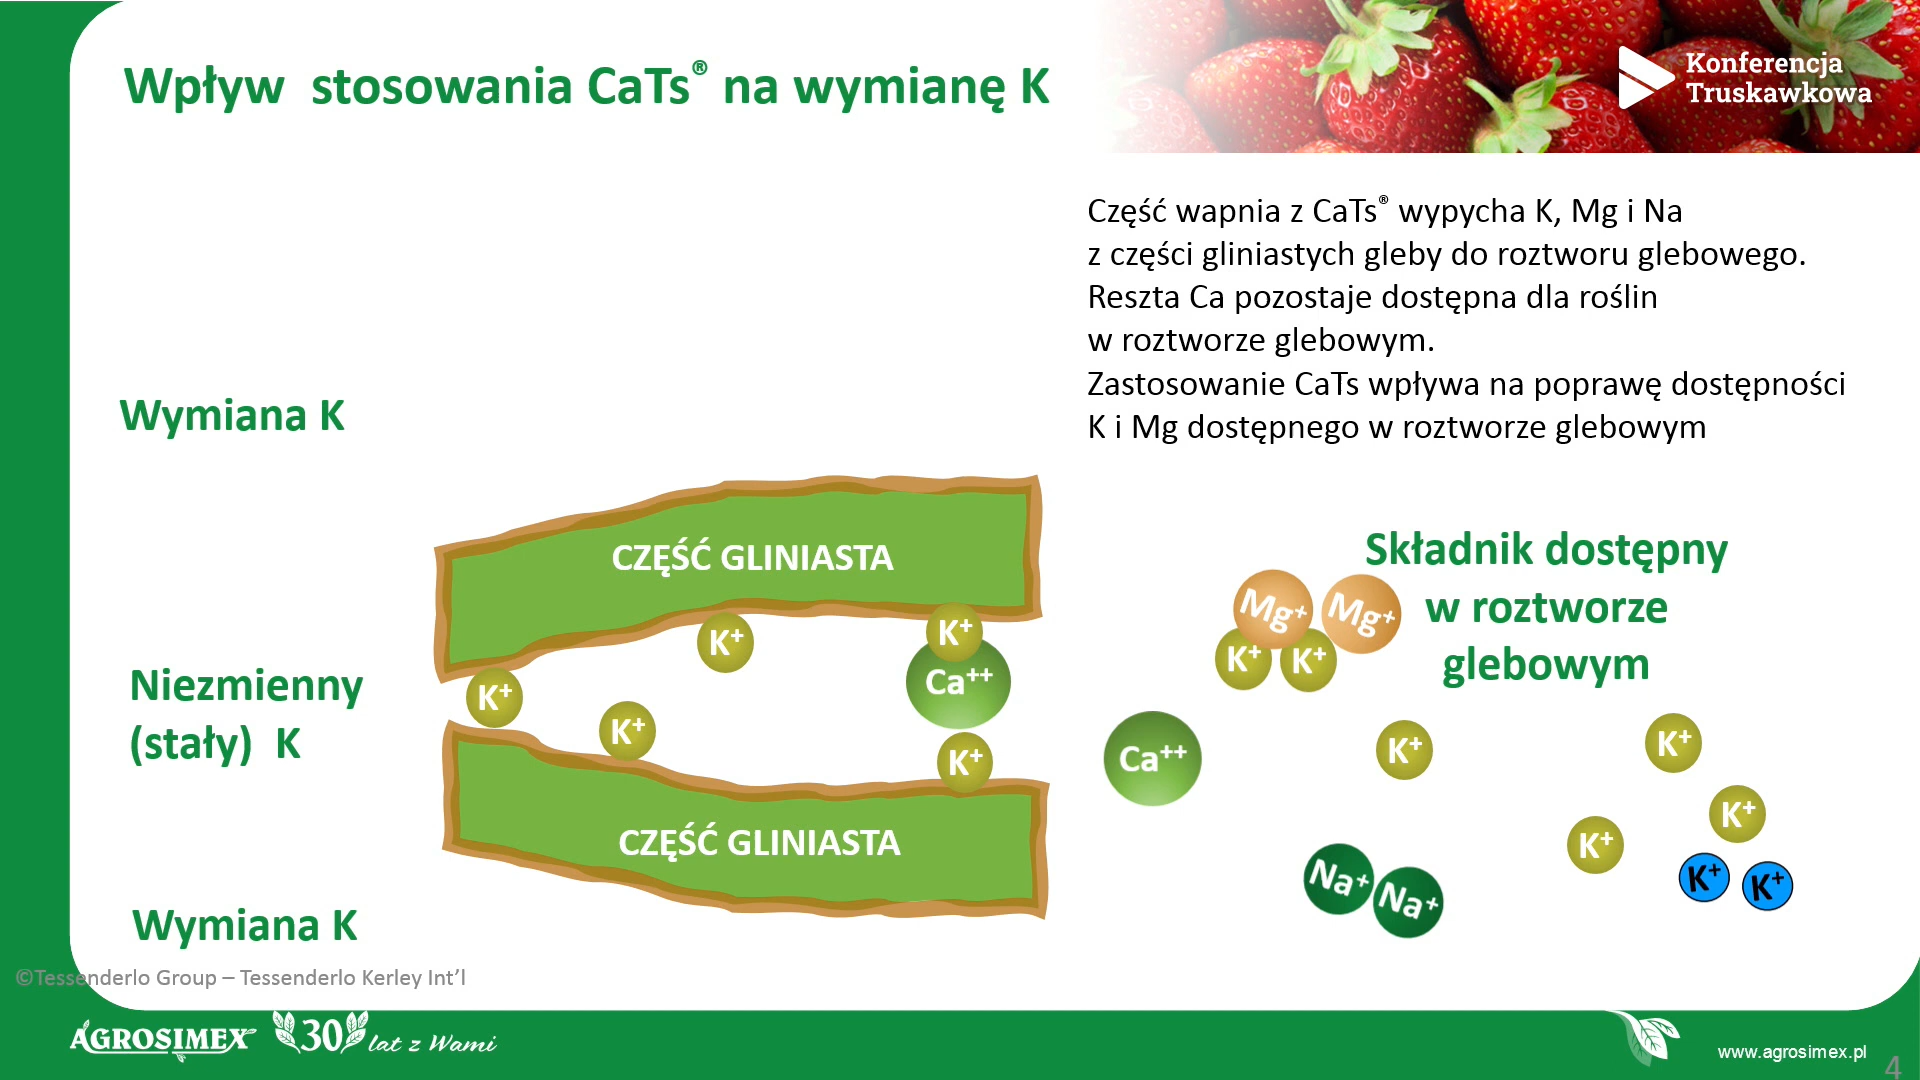 Wpływ  stosowania CaTs® na wymianę K
Konferencja
Truskawkowa
Część wapnia z CaTs® wypycha K, Mg i Na
z części gliniastych gleby do roztworu glebowego.
Reszta Ca pozostaje dostępna dla roślin
w roztworze glebowym.
Zastosowanie CaTs wpływa na poprawę dostępności
K i Mg dostępnego w roztworze glebowym
Wymiana K
CZĘŚĆ GLINIASTA
Składnik dostępny
w roztworze
glebowym
Mg⁺
Mg⁺
K⁺
K⁺
K⁺
K⁺
Ca⁺⁺
Niezmienny
(stały)  K
K⁺
K⁺
K⁺
Ca⁺⁺
K⁺
K⁺
K⁺
K⁺
CZĘŚĆ GLINIASTA
Na⁺
Na⁺
K⁺
K⁺
Wymiana K
©Tessenderlo Group – Tessenderlo Kerley Int’l
AGROSIMEX
30 lat z Wami
www.agrosimex.pl
4